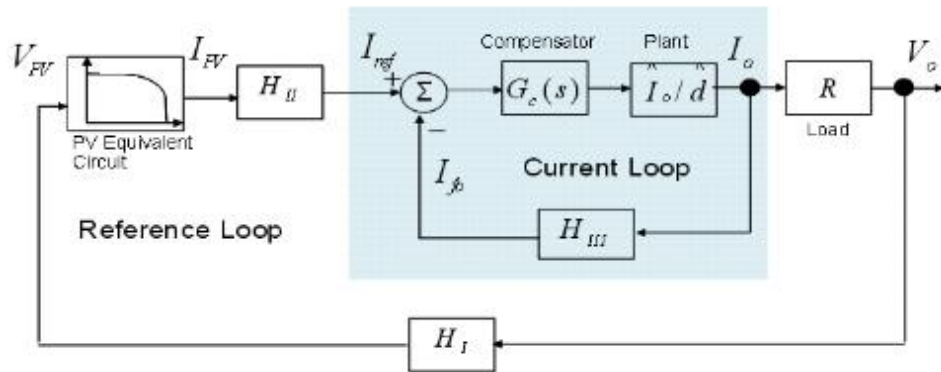 V_PV
I_PV
H_II
PV Equivalent
Circuit
Reference Loop
I_ref
+
Σ
−
I_fb
Compensator
G_c(s)
Plant
Î_o/d̂
I_o
Current Loop
H_III
R
Load
V_o
H_I